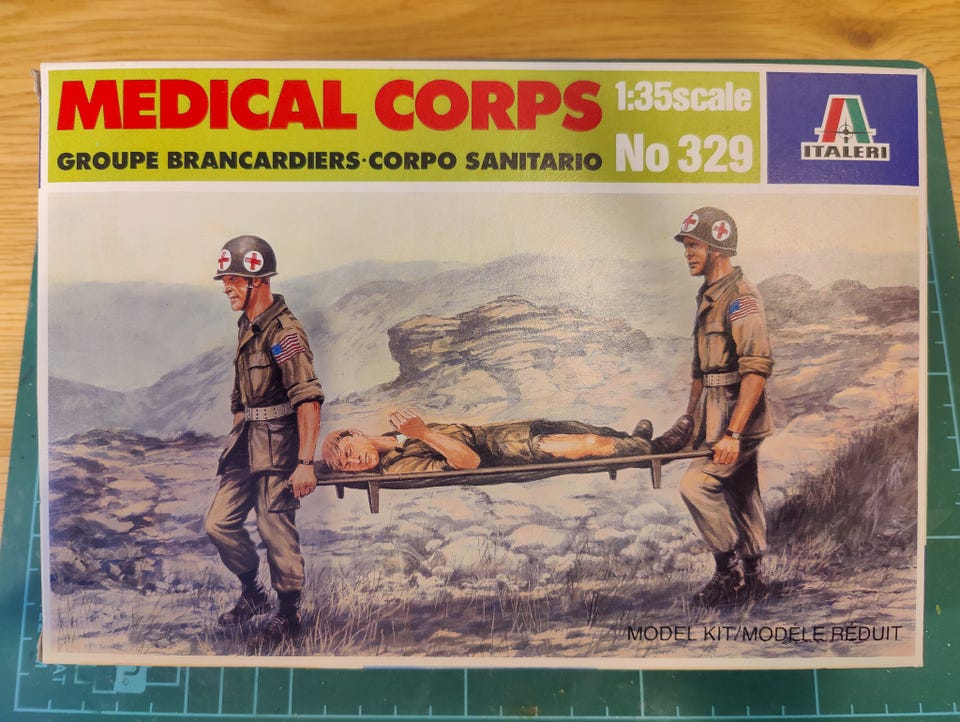 MEDICAL CORPS
GROUPE BRANCARDIERS·CORPO SANITARIO
1:35scale
No 329
ITALERI
MODEL KIT/MODÈLE RÉDUIT